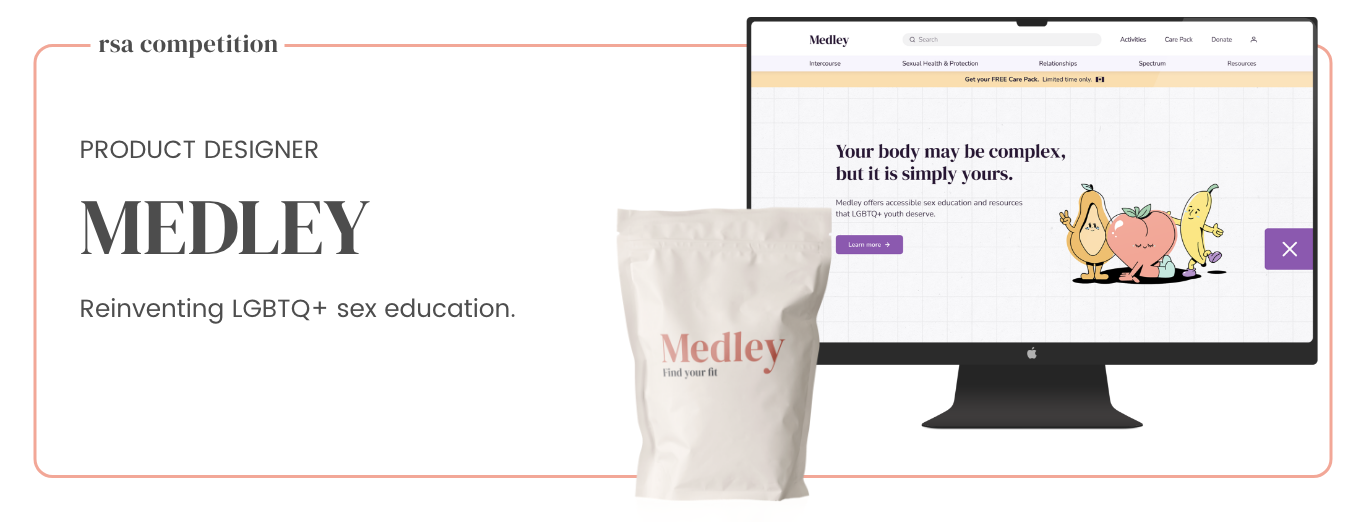 rsa competition
PRODUCT DESIGNER
MEDLEY
Reinventing LGBTQ+ sex education.
Medley
Search
Activities
Care Pack
Donate
Intercourse
Sexual Health & Protection
Relationships
Spectrum
Resources
Get your FREE Care Pack. Limited time only.
Your body may be complex,
but it is simply yours.
Medley offers accessible sex education and resources
that LGBTQ+ youth deserve.
Learn more →
Medley
Find your fit